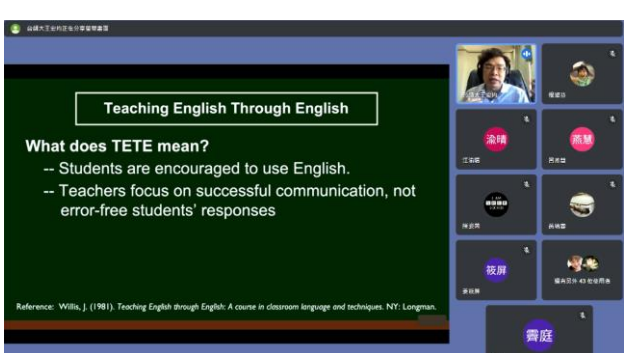 Teaching English Through English
What does TETE mean?
-- Students are encouraged to use English.
-- Teachers focus on successful communication, not
error-free students' responses
Reference: Willis, J. (1981). Teaching English through English: A course in classroom language and techniques. NY: Longman.
渝晴
燕慧
筱屏
霽庭